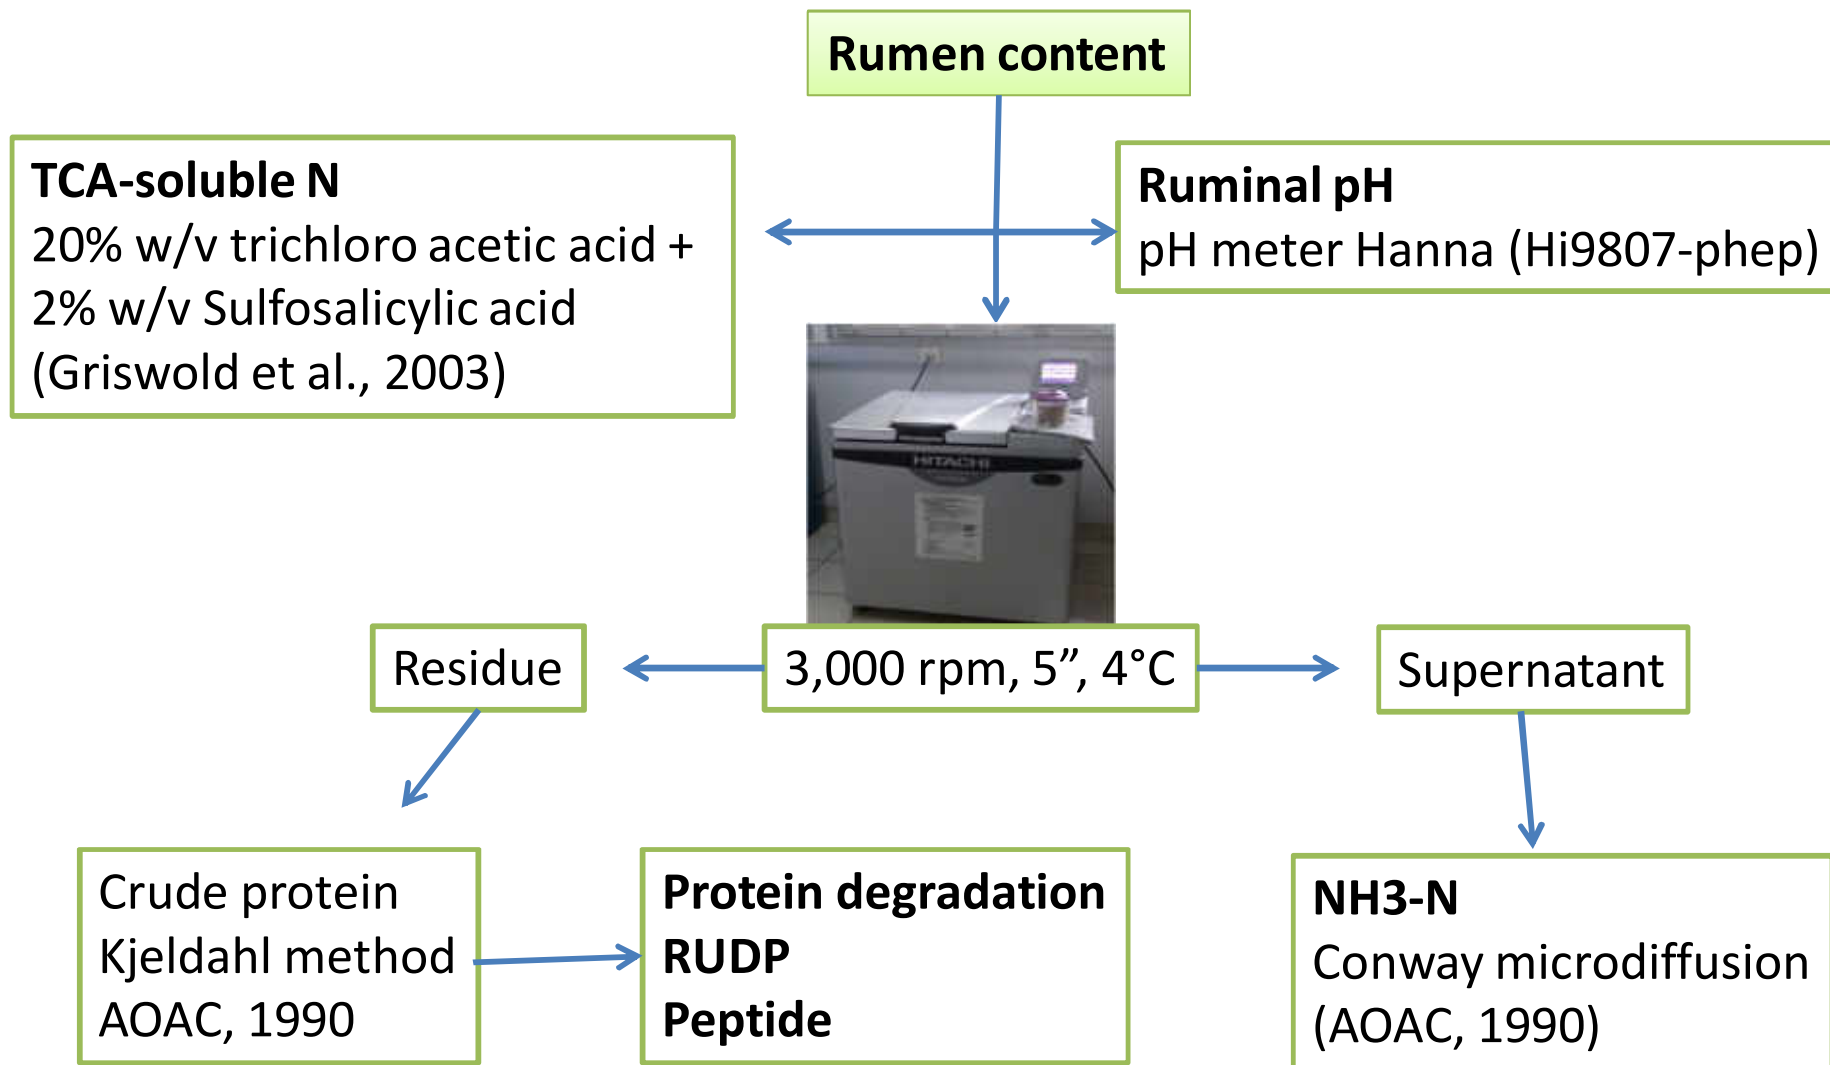 Rumen content
TCA-soluble N
20% w/v trichloro acetic acid +
2% w/v Sulfosalicylic acid
(Griswold et al., 2003)
Ruminal pH
pH meter Hanna (Hi9807-phep)
HITACHI
Residue
3,000 rpm, 5”, 4°C
Supernatant
Crude protein
Kjeldahl method
AOAC, 1990
Protein degradation
RUDP
Peptide
NH3-N
Conway microdiffusion
(AOAC, 1990)